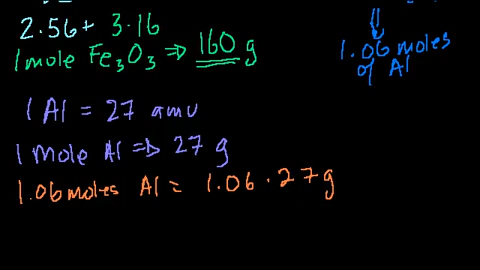 2.56+ 3.16
1 mole Fe₃O₃ ⇒ 160 g
⇓
1.06 moles
of Al
1 Al = 27 amu
1 mole Al ⇒ 27 g
1.06 moles Al = 1.06 · 27 g